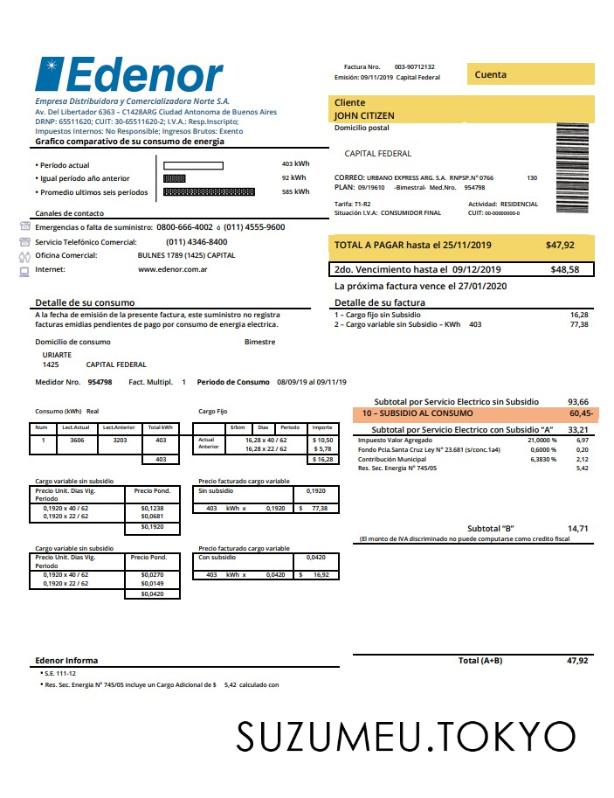 Edenor
Empresa Distribuidora y Comercializadora Norte S.A.
Av. Del Libertador 6363 – C1428ARG Ciudad Autonoma de Buenos Aires
DRNP: 65511620; CUIT: 30-65511620-2; I.V.A.: Resp.Inscripto;
Impuestos Internos: No Responsible; Ingresos Brutos: Exento
Grafico comparativo de su consumo de energia
• Período actual 403 kWh
• Igual período año anterior 92 kWh
• Promedio ultimos seis períodos 585 kWh
Canales de contacto
Emergencias o falta de suministro: 0800-666-4002 ó (011) 4555-9600
Servicio Telefónico Comercial: (011) 4346-8400
Oficina Comercial: BULNES 1789 (1425) CAPITAL
Internet: www.edenor.com.ar
Factura Nro. 003-90712132
Emisión: 09/11/2019 Capital Federal
Cuenta
Cliente
JOHN CITIZEN
Domicilio postal
CAPITAL FEDERAL
CORREO: URBANO EXPRESS ARG. S.A. RNPSP.Nº 0766 130
PLAN: 09/19610 -Bimestral- Med.Nro. 954798
Tarifa: T1-R2 Actividad: RESIDENCIAL
Situación I.V.A: CONSUMIDOR FINAL CUIT: 00-00000000-0
TOTAL A PAGAR hasta el 25/11/2019 $47,92
2do. Vencimiento hasta el 09/12/2019 $48,58
La próxima factura vence el 27/01/2020
Detalle de su consumo
A la fecha de emisión de la presente factura, este suministro no registra
facturas emidias pendientes de pago por consumo de energia electrica.
Domicilio de consumo Bimestre
URIARTE
1425 CAPITAL FEDERAL
Medidor Nro. 954798 Fact. Multipl. 1 Período de Consumo 08/09/19 al 09/11/19
Detalle de su factura
1 – Cargo fijo sin Subsidio 16,28
2 – Cargo variable sin Subsidio – KWh 403 77,38
Subtotal por Servicio Electrico sin Subsidio 93,66
10 – SUBSIDIO AL CONSUMO 60,45-
Subtotal por Servicio Electrico con Subsidio “A” 33,21
Impuesto Valor Agregado 21,0000 % 6,97
Fondo Pcia.Santa Cruz Ley Nº 23.681 (s/conc.1a4) 0,6000 % 0,20
Contribución Municipal 6,3830 % 2,12
Res. Sec. Energia Nº 745/05 5,42
Subtotal “B” 14,71
(El monto de IVA discriminado no puede computarse como credito fiscal
Total (A+B) 47,92
Consumo (kWh) Real
Num Lect.Actual Lect.Anterior Total kWh
1 3606 3203 403
403
Cargo Fijo
$/bim Dias Periodo Importe
Actual 16,28 x 40 / 62 $ 10,50
Anterior 16,28 x 22 / 62 $ 5,78
$ 16,28
Cargo variable sin subsidio
Precio Unit. Dias Vig. Precio Pond.
Periodo
0,1920 x 40 / 62 $0,1238
0,1920 x 22 / 62 $0,0681
$0,1920
Precio facturado cargo variable
Sin subsidio 0,1920
403 kWh x 0,1920 $ 77,38
Cargo variable sin subsidio
Precio Unit. Dias Vig. Precio Pond.
Periodo
0,1920 x 40 / 62 $0,0270
0,1920 x 22 / 62 $0,0149
$0,0420
Precio facturado cargo variable
Con subsidio 0,0420
403 kWh x 0,0420 $ 16,92
Edenor Informa
• S.E. 111-12
• Res. Sec. Energia Nº 745/05 incluye un Cargo Adicional de $ 5,42 calculado con
SUZUMEU.TOKYO